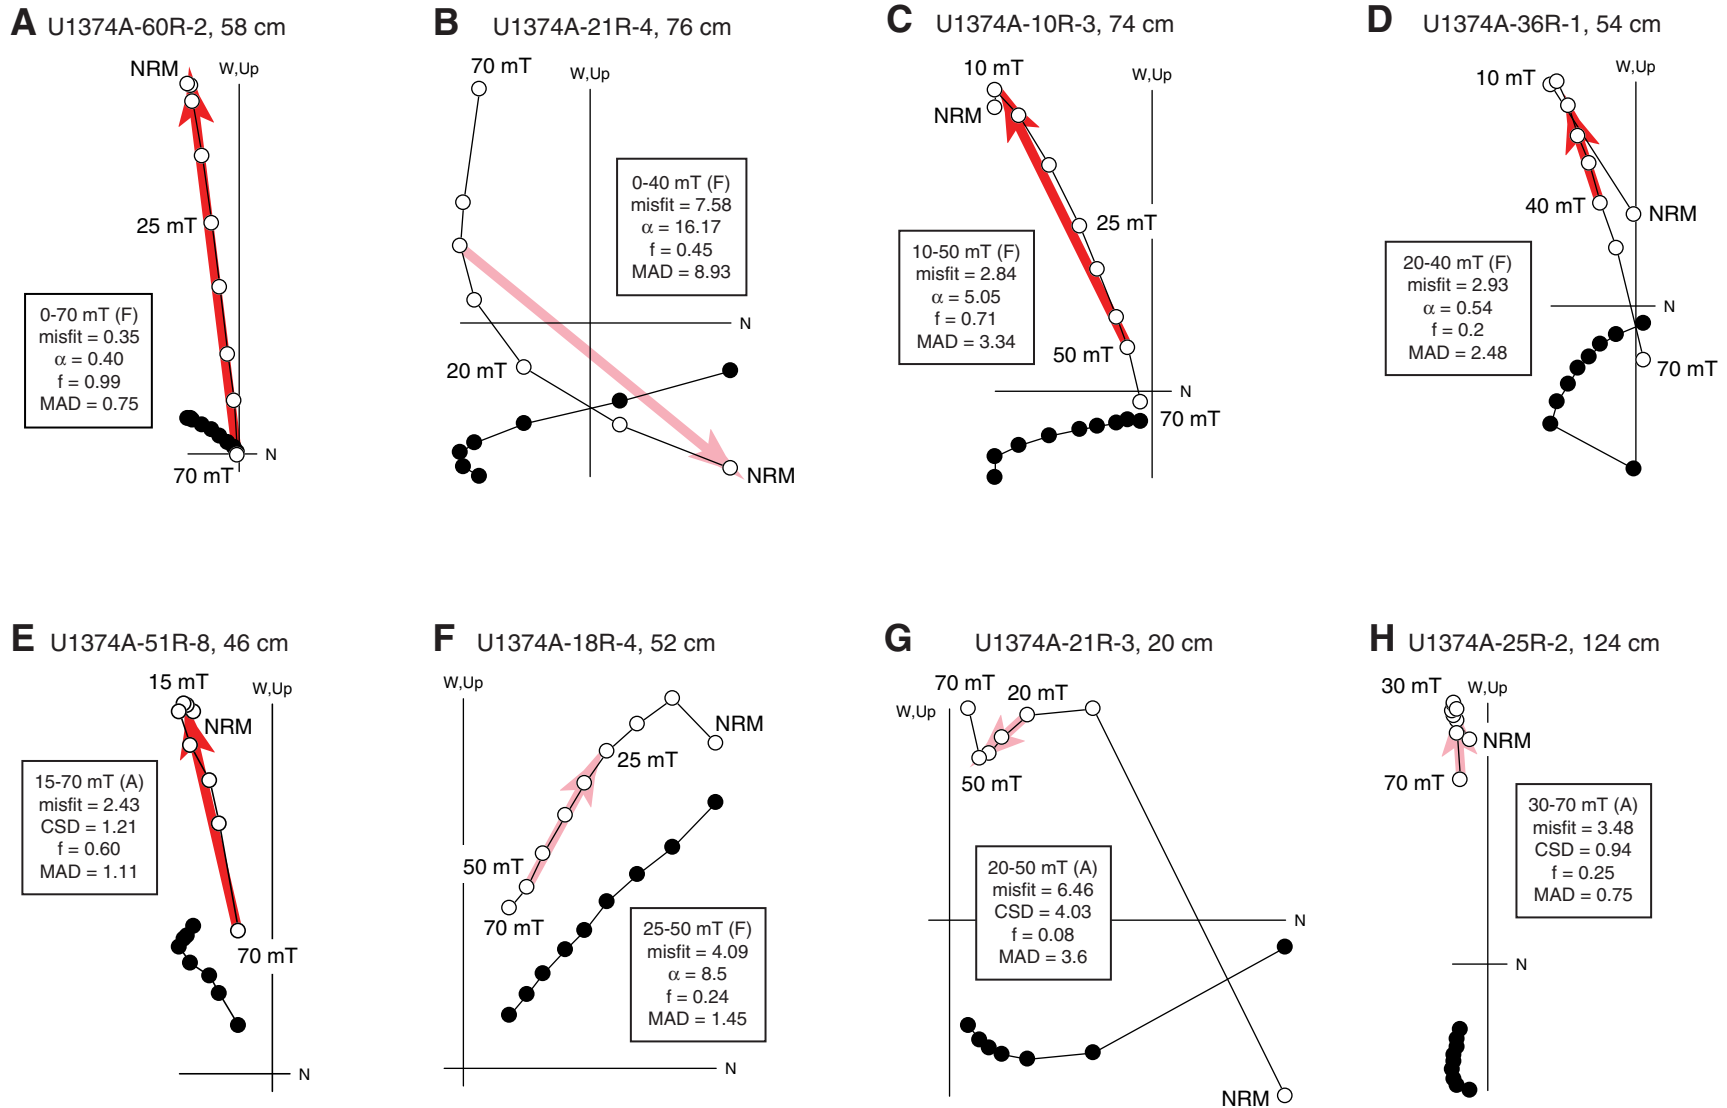 A U1374A-60R-2, 58 cm
NRM
W,Up
25 mT
0-70 mT (F)
misfit = 0.35
α = 0.40
f = 0.99
MAD = 0.75
N
70 mT
B U1374A-21R-4, 76 cm
70 mT
W,Up
0-40 mT (F)
misfit = 7.58
α = 16.17
f = 0.45
MAD = 8.93
N
20 mT
NRM
C U1374A-10R-3, 74 cm
10 mT
W,Up
NRM
25 mT
10-50 mT (F)
misfit = 2.84
α = 5.05
f = 0.71
MAD = 3.34
50 mT
N
70 mT
D U1374A-36R-1, 54 cm
W,Up
10 mT
40 mT
NRM
20-40 mT (F)
misfit = 2.93
α = 0.54
f = 0.2
MAD = 2.48
N
70 mT
E U1374A-51R-8, 46 cm
15 mT
W,Up
NRM
15-70 mT (A)
misfit = 2.43
CSD = 1.21
f = 0.60
MAD = 1.11
70 mT
N
F U1374A-18R-4, 52 cm
W,Up
NRM
25 mT
50 mT
70 mT
25-50 mT (F)
misfit = 4.09
α = 8.5
f = 0.24
MAD = 1.45
N
G U1374A-21R-3, 20 cm
70 mT
20 mT
W,Up
50 mT
20-50 mT (A)
misfit = 6.46
CSD = 4.03
f = 0.08
MAD = 3.6
N
NRM
H U1374A-25R-2, 124 cm
30 mT
W,Up
NRM
70 mT
30-70 mT (A)
misfit = 3.48
CSD = 0.94
f = 0.25
MAD = 0.75
N